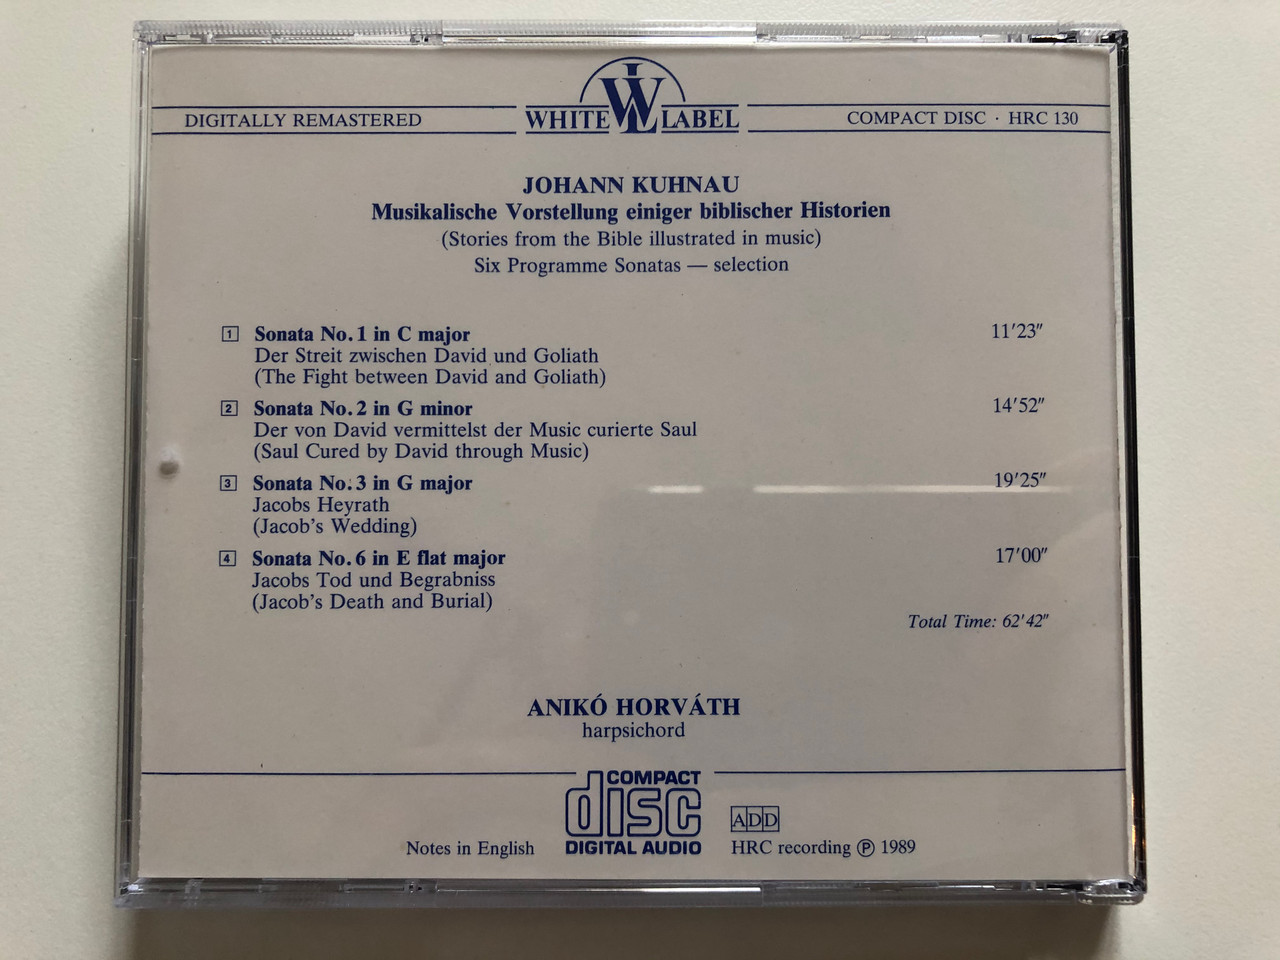 DIGITALLY REMASTERED
WL
WHITE LABEL
COMPACT DISC · HRC 130
JOHANN KUHNAU
Musikalische Vorstellung einiger biblischer Historien
(Stories from the Bible illustrated in music)
Six Programme Sonatas — selection
1 Sonata No. 1 in C major 11'23"
Der Streit zwischen David und Goliath
(The Fight between David and Goliath)
2 Sonata No. 2 in G minor 14'52"
Der von David vermittelst der Music curierte Saul
(Saul Cured by David through Music)
3 Sonata No. 3 in G major 19'25"
Jacobs Heyrath
(Jacob's Wedding)
4 Sonata No. 6 in E flat major 17'00"
Jacobs Tod und Begrabniss
(Jacob's Death and Burial)
Total Time: 62'42"
ANIKÓ HORVÁTH
harpsichord
COMPACT
disc
DIGITAL AUDIO
ADD
Notes in English
HRC recording ℗ 1989